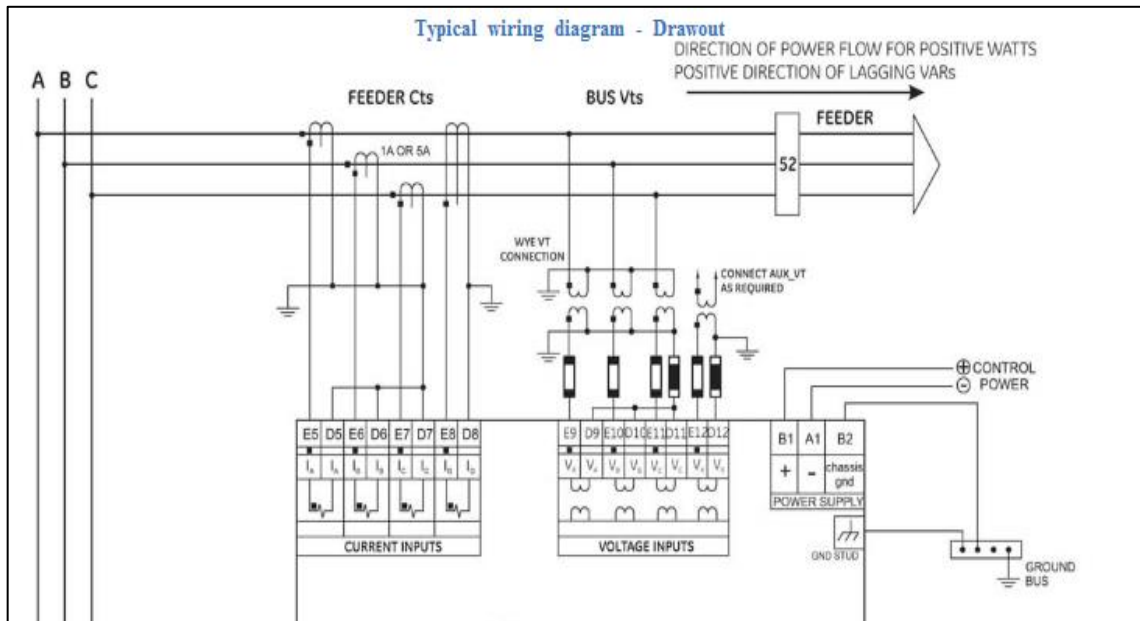 Typical wiring diagram - Drawout
DIRECTION OF POWER FLOW FOR POSITIVE WATTS
POSITIVE DIRECTION OF LAGGING VARs
A B C
FEEDER Cts
BUS Vts
FEEDER
1A OR 5A
52
WYE VT
CONNECTION
CONNECT AUX_VT
AS REQUIRED
CONTROL
POWER
E5 D5 E6 D6 E7 D7 E8 D8
E9 D9 E10 D10 E11 D11 E12 D12
B1 A1 B2
+ - chassis
gnd
POWER SUPPLY
CURRENT INPUTS
VOLTAGE INPUTS
GND STUD
GROUND
BUS